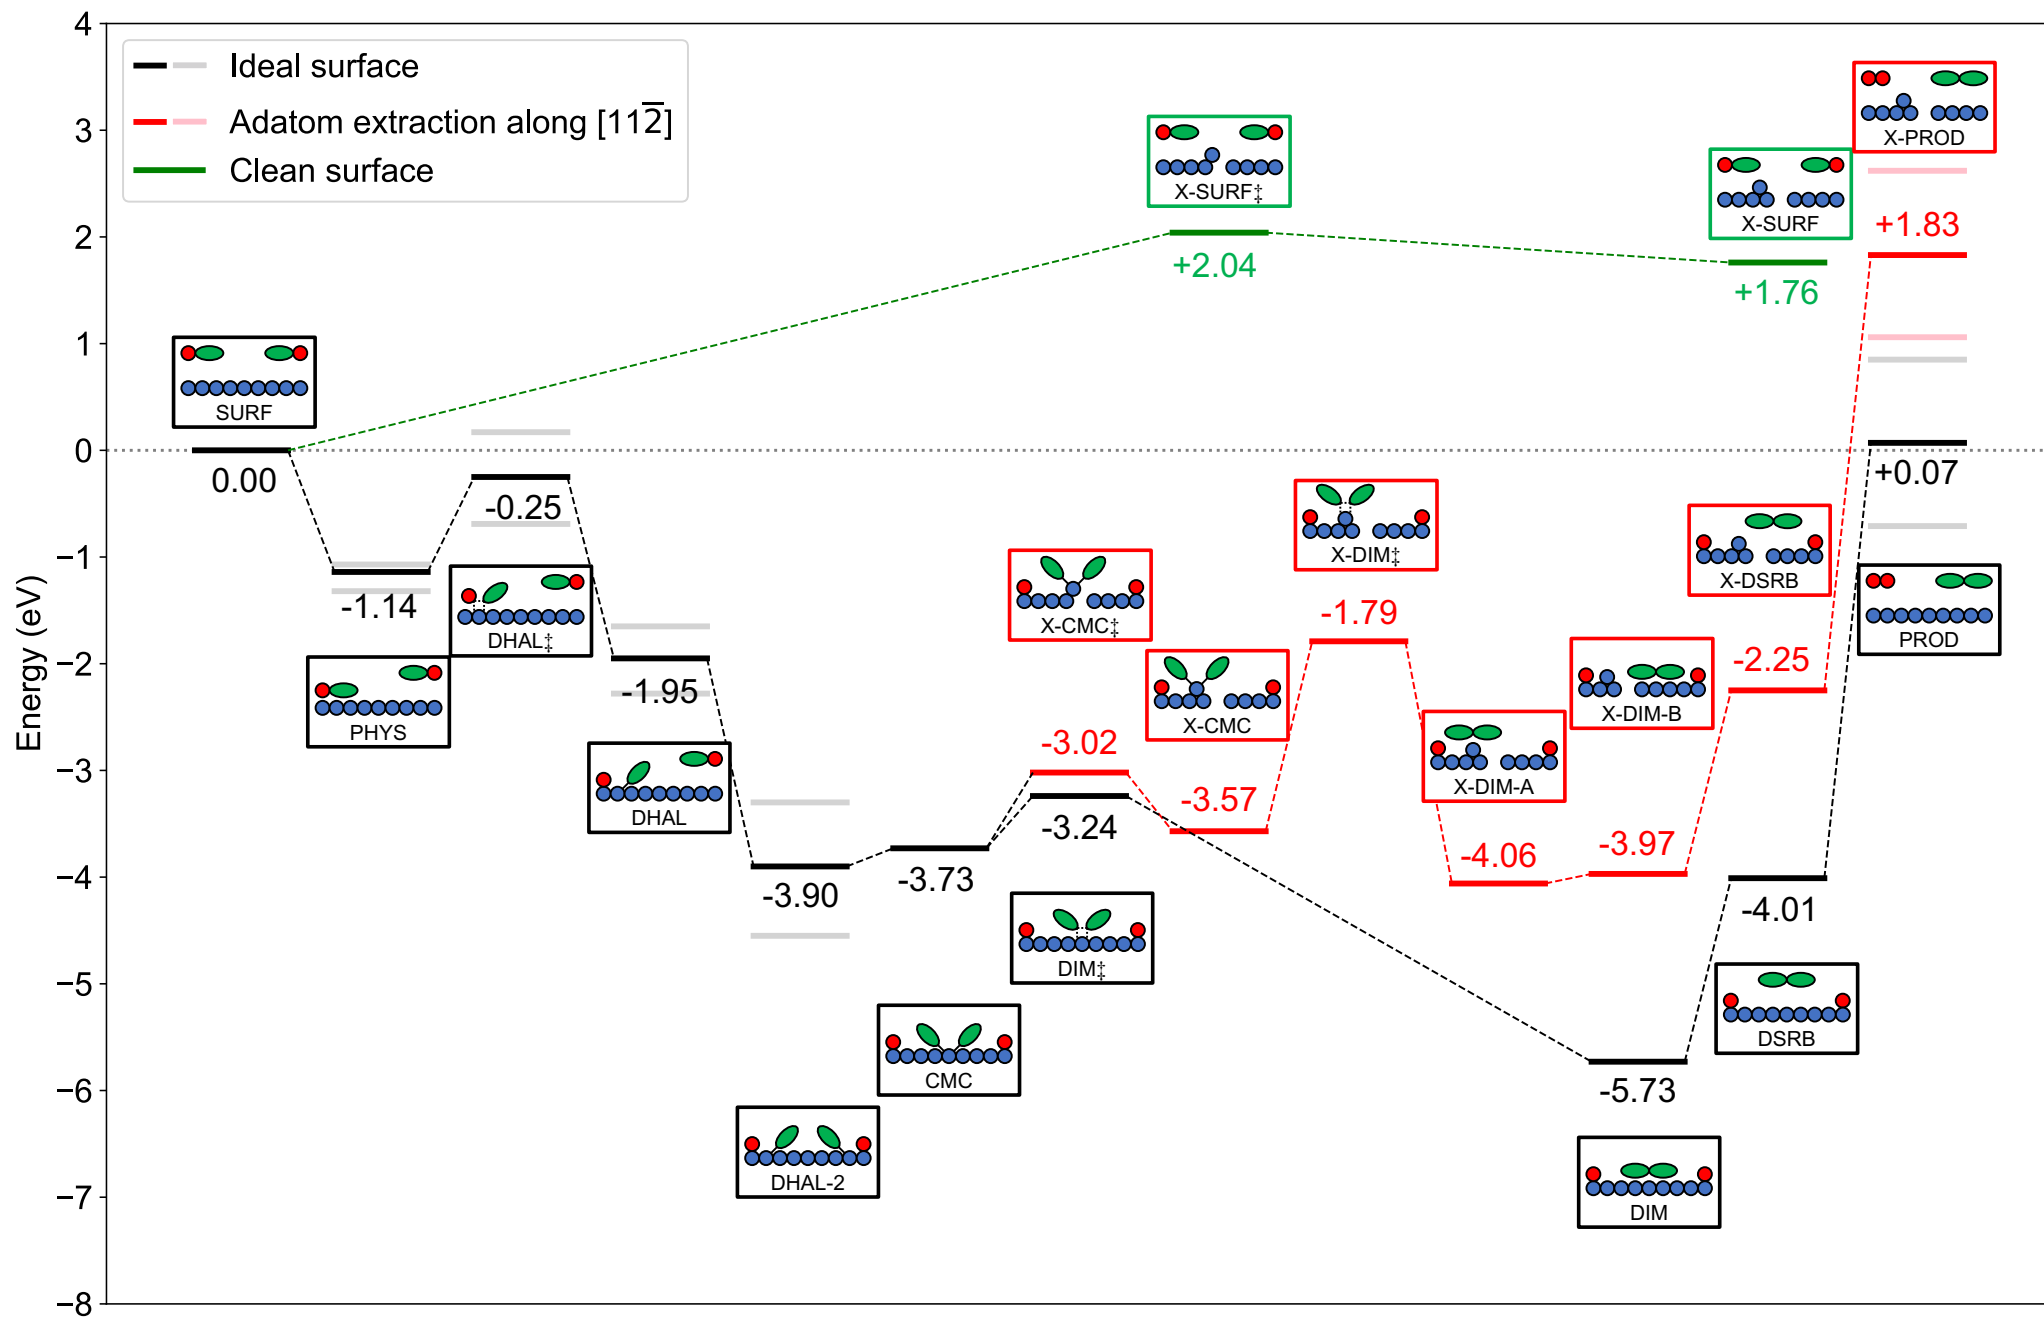 Energy (eV)
4
3
2
1
0
−1
−2
−3
−4
−5
−6
−7
−8
Ideal surface
Adatom extraction along [112̅]
Clean surface
SURF
0.00
PHYS
-1.14
DHAL‡
-0.25
DHAL
-1.95
DHAL-2
-3.90
CMC
-3.73
X-CMC‡
-3.02
DIM‡
-3.24
X-SURF‡
+2.04
X-CMC
-3.57
X-DIM‡
-1.79
X-DIM-A
-4.06
X-DIM-B
-3.97
DIM
-5.73
X-SURF
+1.76
X-DSRB
-2.25
DSRB
-4.01
X-PROD
+1.83
PROD
+0.07